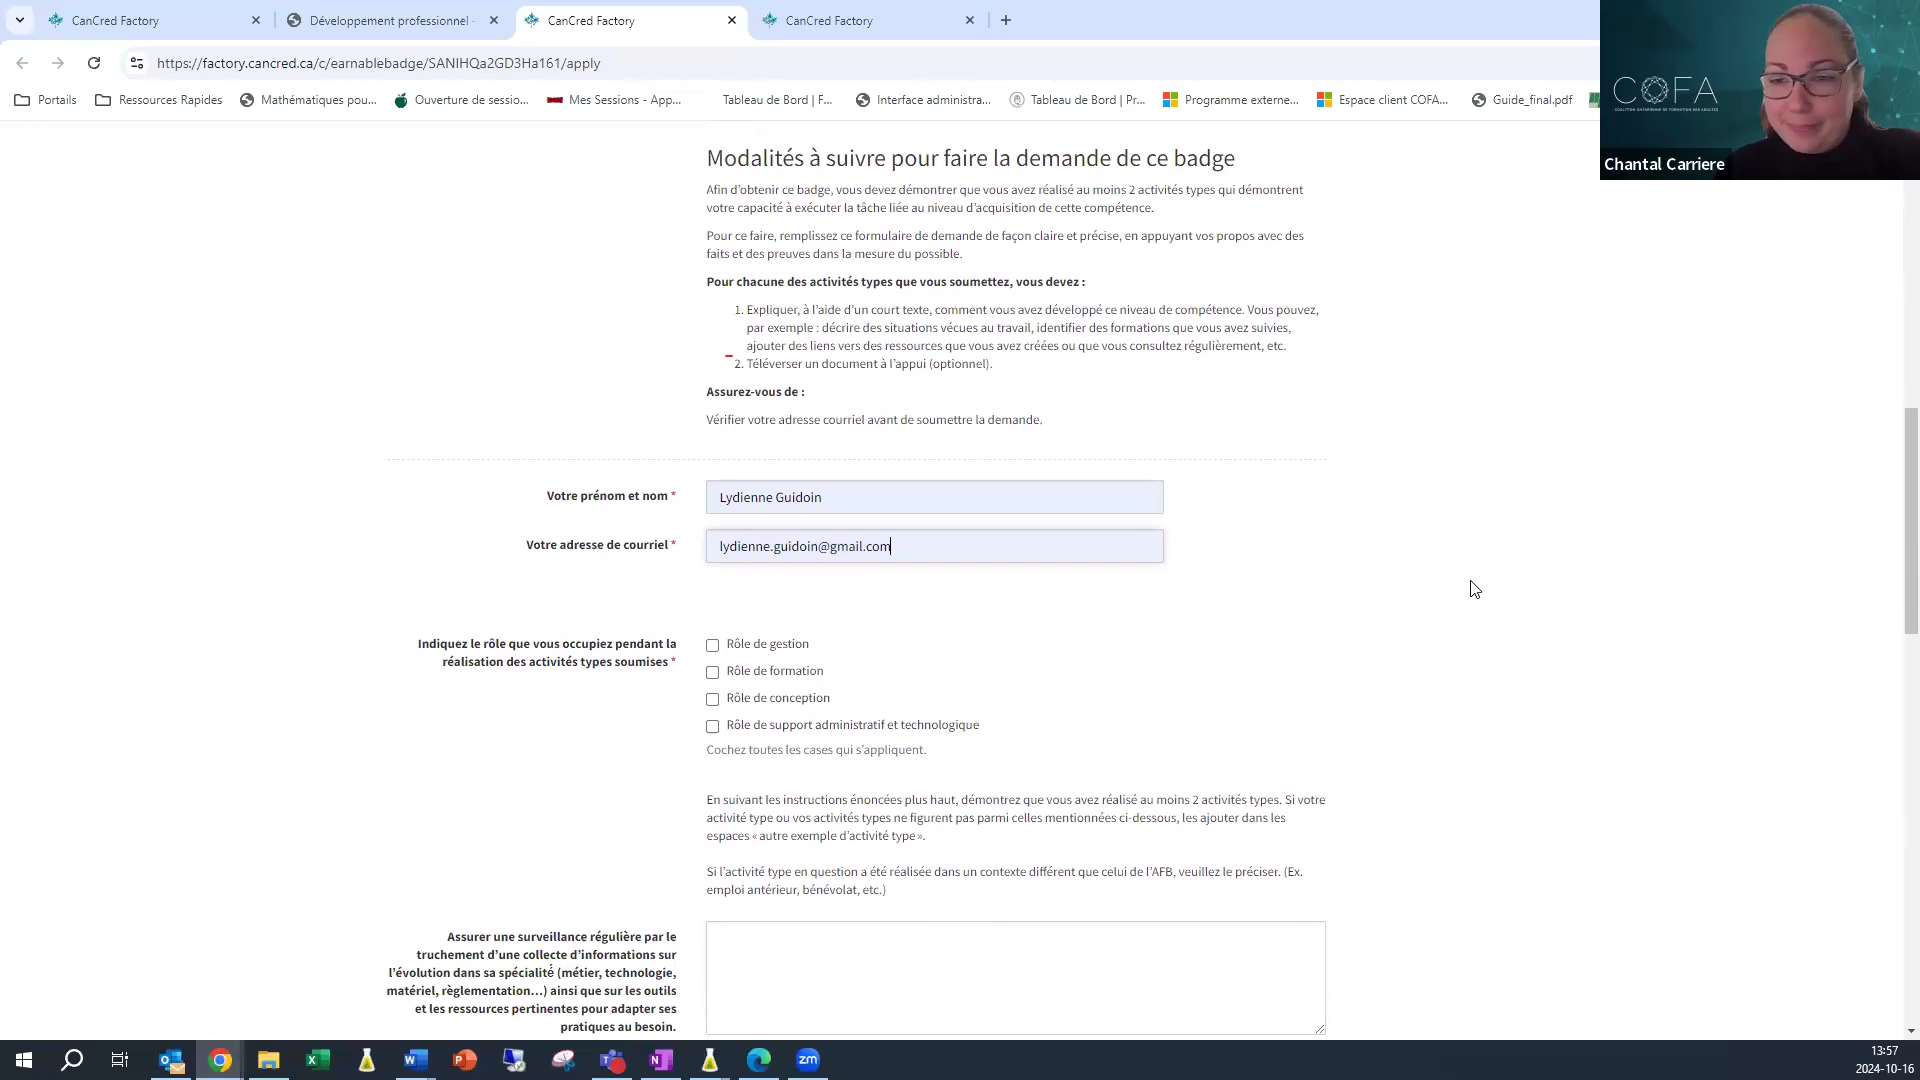 CanCred Factory
Développement professionnel -
CanCred Factory
CanCred Factory
https://factory.cancred.ca/c/earnablebadge/SANIHQa2GD3Ha161/apply
Portails
Ressources Rapides
Mathématiques pou...
Ouverture de sessio...
Mes Sessions - App...
Tableau de Bord | F...
Interface administra...
Tableau de Bord | Pr...
Programme externe...
Espace client COFA...
Guide_final.pdf
COFA
COALITION ONTARIENNE DE FORMATION DES ADULTES
Chantal Carriere
Modalités à suivre pour faire la demande de ce badge
Afin d’obtenir ce badge, vous devez démontrer que vous avez réalisé au moins 2 activités types qui démontrent
votre capacité à exécuter la tâche liée au niveau d’acquisition de cette compétence.
Pour ce faire, remplissez ce formulaire de demande de façon claire et précise, en appuyant vos propos avec des
faits et des preuves dans la mesure du possible.
Pour chacune des activités types que vous soumettez, vous devez :
1. Expliquer, à l’aide d’un court texte, comment vous avez développé ce niveau de compétence. Vous pouvez,
par exemple : décrire des situations vécues au travail, identifier des formations que vous avez suivies,
ajouter des liens vers des ressources que vous avez créées ou que vous consultez régulièrement, etc.
2. Téléverser un document à l’appui (optionnel).
Assurez-vous de :
Vérifier votre adresse courriel avant de soumettre la demande.
Votre prénom et nom *
Lydienne Guidoin
Votre adresse de courriel *
lydienne.guidoin@gmail.com
Indiquez le rôle que vous occupiez pendant la
réalisation des activités types soumises *
Rôle de gestion
Rôle de formation
Rôle de conception
Rôle de support administratif et technologique
Cochez toutes les cases qui s’appliquent.
En suivant les instructions énoncées plus haut, démontrez que vous avez réalisé au moins 2 activités types. Si votre
activité type ou vos activités types ne figurent pas parmi celles mentionnées ci-dessous, les ajouter dans les
espaces « autre exemple d’activité type ».
Si l’activité type en question a été réalisée dans un contexte différent que celui de l’AFB, veuillez le préciser. (Ex.
emploi antérieur, bénévolat, etc.)
Assurer une surveillance régulière par le
truchement d’une collecte d’informations sur
l’évolution dans sa spécialité (métier, technologie,
matériel, règlementation…) ainsi que sur les outils
et les ressources pertinentes pour adapter ses
pratiques au besoin.
zm
13:57
2024-10-16